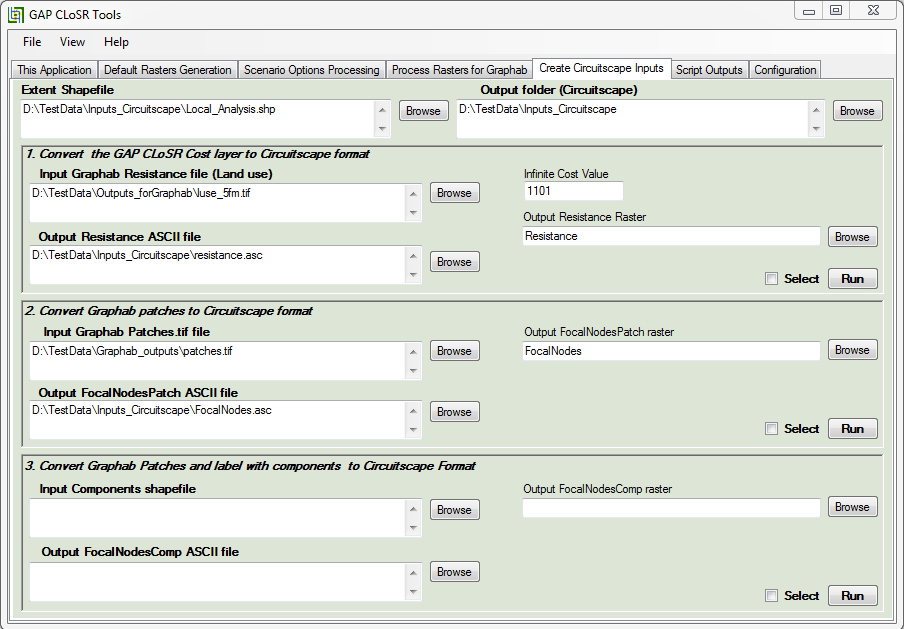 GAP CLoSR Tools
File View Help
This Application Default Rasters Generation Scenario Options Processing Process Rasters for Graphab Create Circuitscape Inputs Script Outputs Configuration
Extent Shapefile Output folder (Circuitscape)
D:\TestData\Inputs_Circuitscape\Local_Analysis.shp Browse D:\TestData\Inputs_Circuitscape Browse
1. Convert the GAP CLoSR Cost layer to Circuitscape format
Input Graphab Resistance file (Land use) Infinite Cost Value
D:\TestData\Outputs_forGraphab\luse_5fm.tif Browse 1101
Output Resistance Raster
Output Resistance ASCII file Resistance Browse
D:\TestData\Inputs_Circuitscape\resistance.asc Browse
Select Run
2. Convert Graphab patches to Circuitscape format
Input Graphab Patches.tif file Output FocalNodesPatch raster
D:\TestData\Graphab_outputs\patches.tif Browse FocalNodes Browse
Output FocalNodesPatch ASCII file
D:\TestData\Inputs_Circuitscape\FocalNodes.asc Browse
Select Run
3. Convert Graphab Patches and label with components to Circuitscape Format
Input Components shapefile Output FocalNodesComp raster
Browse Browse
Output FocalNodesComp ASCII file
Browse
Select Run